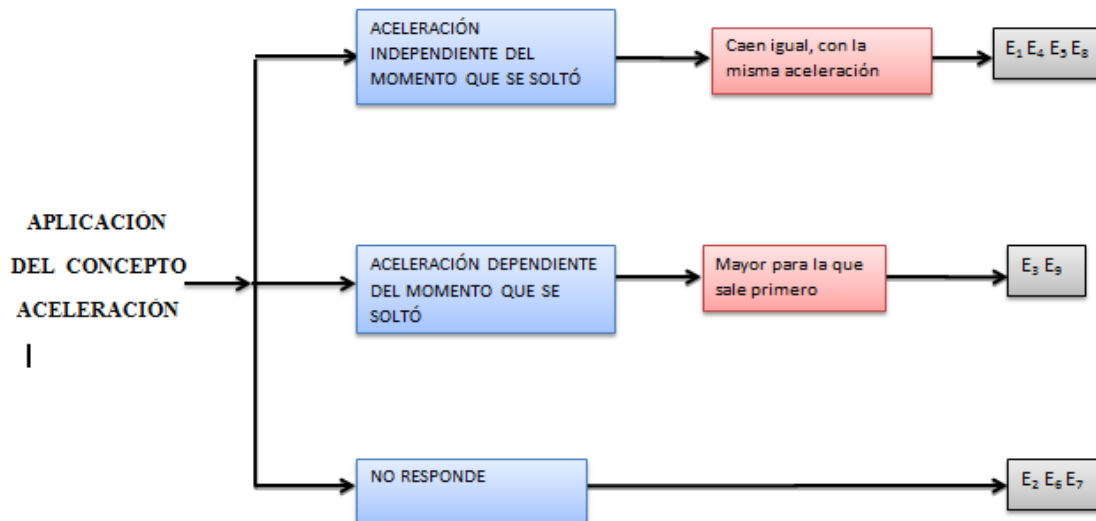 ACELERACIÓN
INDEPENDIENTE DEL
MOMENTO QUE SE SOLTÓ
Caen igual, con la
misma aceleración
E₁ E₄ E₅ E₈
APLICACIÓN
DEL CONCEPTO
ACELERACIÓN
ACELERACIÓN DEPENDIENTE
DEL MOMENTO QUE SE
SOLTÓ
Mayor para la que
sale primero
E₃ E₉
NO RESPONDE
E₂ E₆ E₇